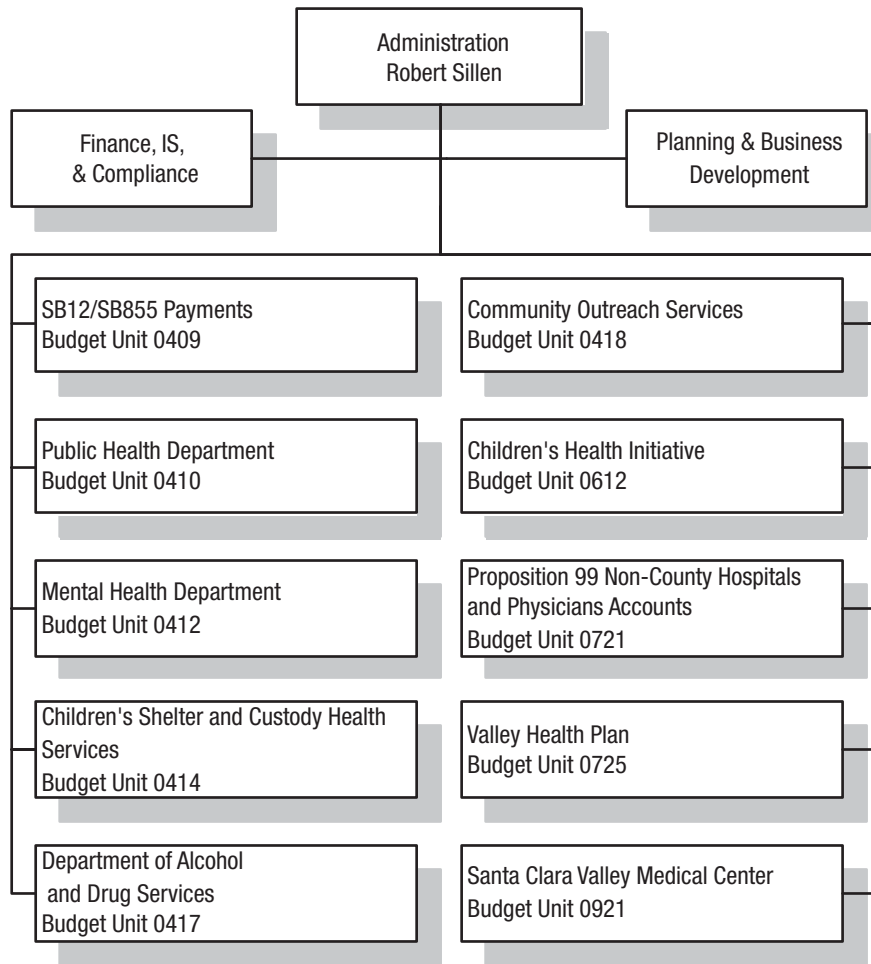 Administration
Robert Sillen
Finance, IS,
& Compliance
Planning & Business
Development
SB12/SB855 Payments
Budget Unit 0409
Community Outreach Services
Budget Unit 0418
Public Health Department
Budget Unit 0410
Children's Health Initiative
Budget Unit 0612
Mental Health Department
Budget Unit 0412
Proposition 99 Non-County Hospitals
and Physicians Accounts
Budget Unit 0721
Children's Shelter and Custody Health
Services
Budget Unit 0414
Valley Health Plan
Budget Unit 0725
Department of Alcohol
and Drug Services
Budget Unit 0417
Santa Clara Valley Medical Center
Budget Unit 0921